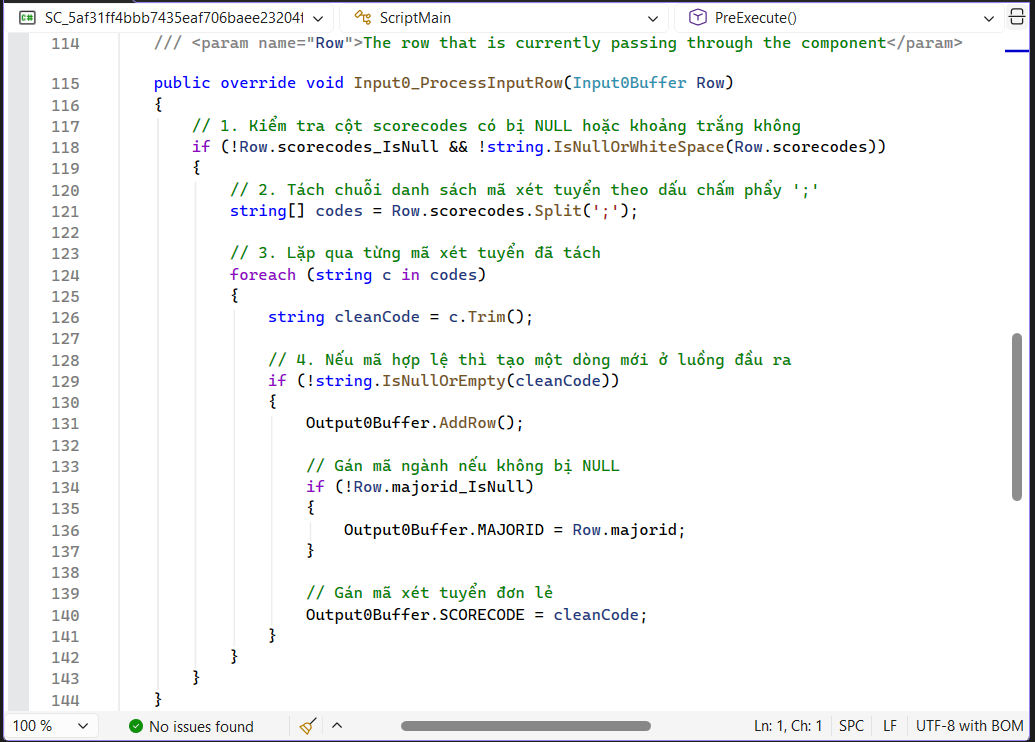 SC_5af31ff4bbb7435eaf706baee23204f ScriptMain PreExecute()
114 /// <param name="Row">The row that is currently passing through the component</param>
115 public override void Input0_ProcessInputRow(Input0Buffer Row)
116 {
117 // 1. Kiểm tra cột scorecodes có bị NULL hoặc khoảng trắng không
118 if (!Row.scorecodes_IsNull && !string.IsNullOrWhiteSpace(Row.scorecodes))
119 {
120 // 2. Tách chuỗi danh sách mã xét tuyển theo dấu chấm phẩy ';'
121 string[] codes = Row.scorecodes.Split(';');
122
123 // 3. Lặp qua từng mã xét tuyển đã tách
124 foreach (string c in codes)
125 {
126 string cleanCode = c.Trim();
127
128 // 4. Nếu mã hợp lệ thì tạo một dòng mới ở luồng đầu ra
129 if (!string.IsNullOrEmpty(cleanCode))
130 {
131 Output0Buffer.AddRow();
132
133 // Gán mã ngành nếu không bị NULL
134 if (!Row.majorid_IsNull)
135 {
136 Output0Buffer.MAJORID = Row.majorid;
137 }
138
139 // Gán mã xét tuyển đơn lẻ
140 Output0Buffer.SCORECODE = cleanCode;
141 }
142 }
143 }
144 }
100 % No issues found Ln: 1, Ch: 1 SPC LF UTF-8 with BOM